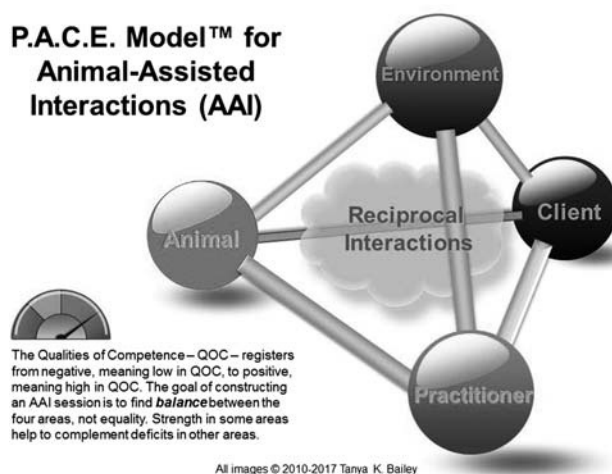 P.A.C.E. Model™ for
Animal-Assisted
Interactions (AAI)
Environment
Client
Reciprocal
Interactions
Animal
Practitioner
The Qualities of Competence – QOC – registers
from negative, meaning low in QOC, to positive,
meaning high in QOC. The goal of constructing
an AAI session is to find balance between the
four areas, not equality. Strength in some areas
help to complement deficits in other areas.
All images © 2010-2017 Tanya K. Bailey